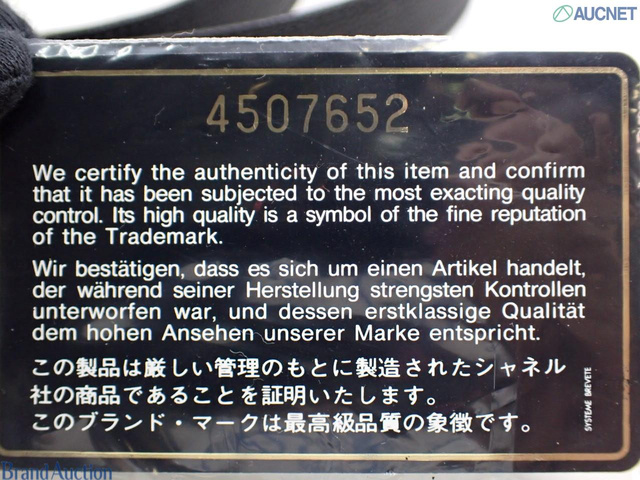 AUCNET
4507652
We certify the authenticity of this item and confirm
that it has been subjected to the most exacting quality
control. Its high quality is a symbol of the fine reputation
of the Trademark.
Wir bestätigen, dass es sich um einen Artikel handelt,
der während seiner Herstellung strengsten Kontrollen
unterworfen war, und dessen erstklassige Qualität
dem hohen Ansehen unserer Marke entspricht.
この製品は厳しい管理のもとに製造されたシャネル
社の商品であることを証明いたします。
このブランド・マークは最高級品質の象徴です。
SYSTEME BREVETE
Brand Auction